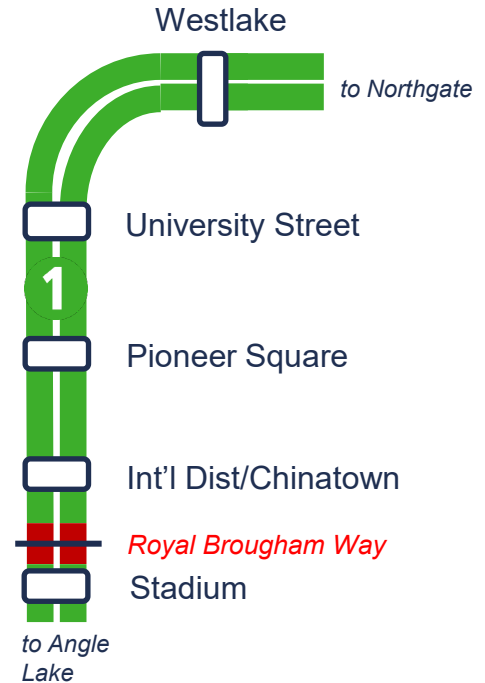 Westlake
to Northgate
University Street
1
Pioneer Square
Int'l Dist/Chinatown
Royal Brougham Way
Stadium
to Angle
Lake